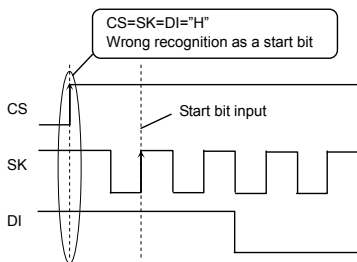 CS=SK=DI=”H”
Wrong recognition as a start bit
CS
Start bit input
SK
DI